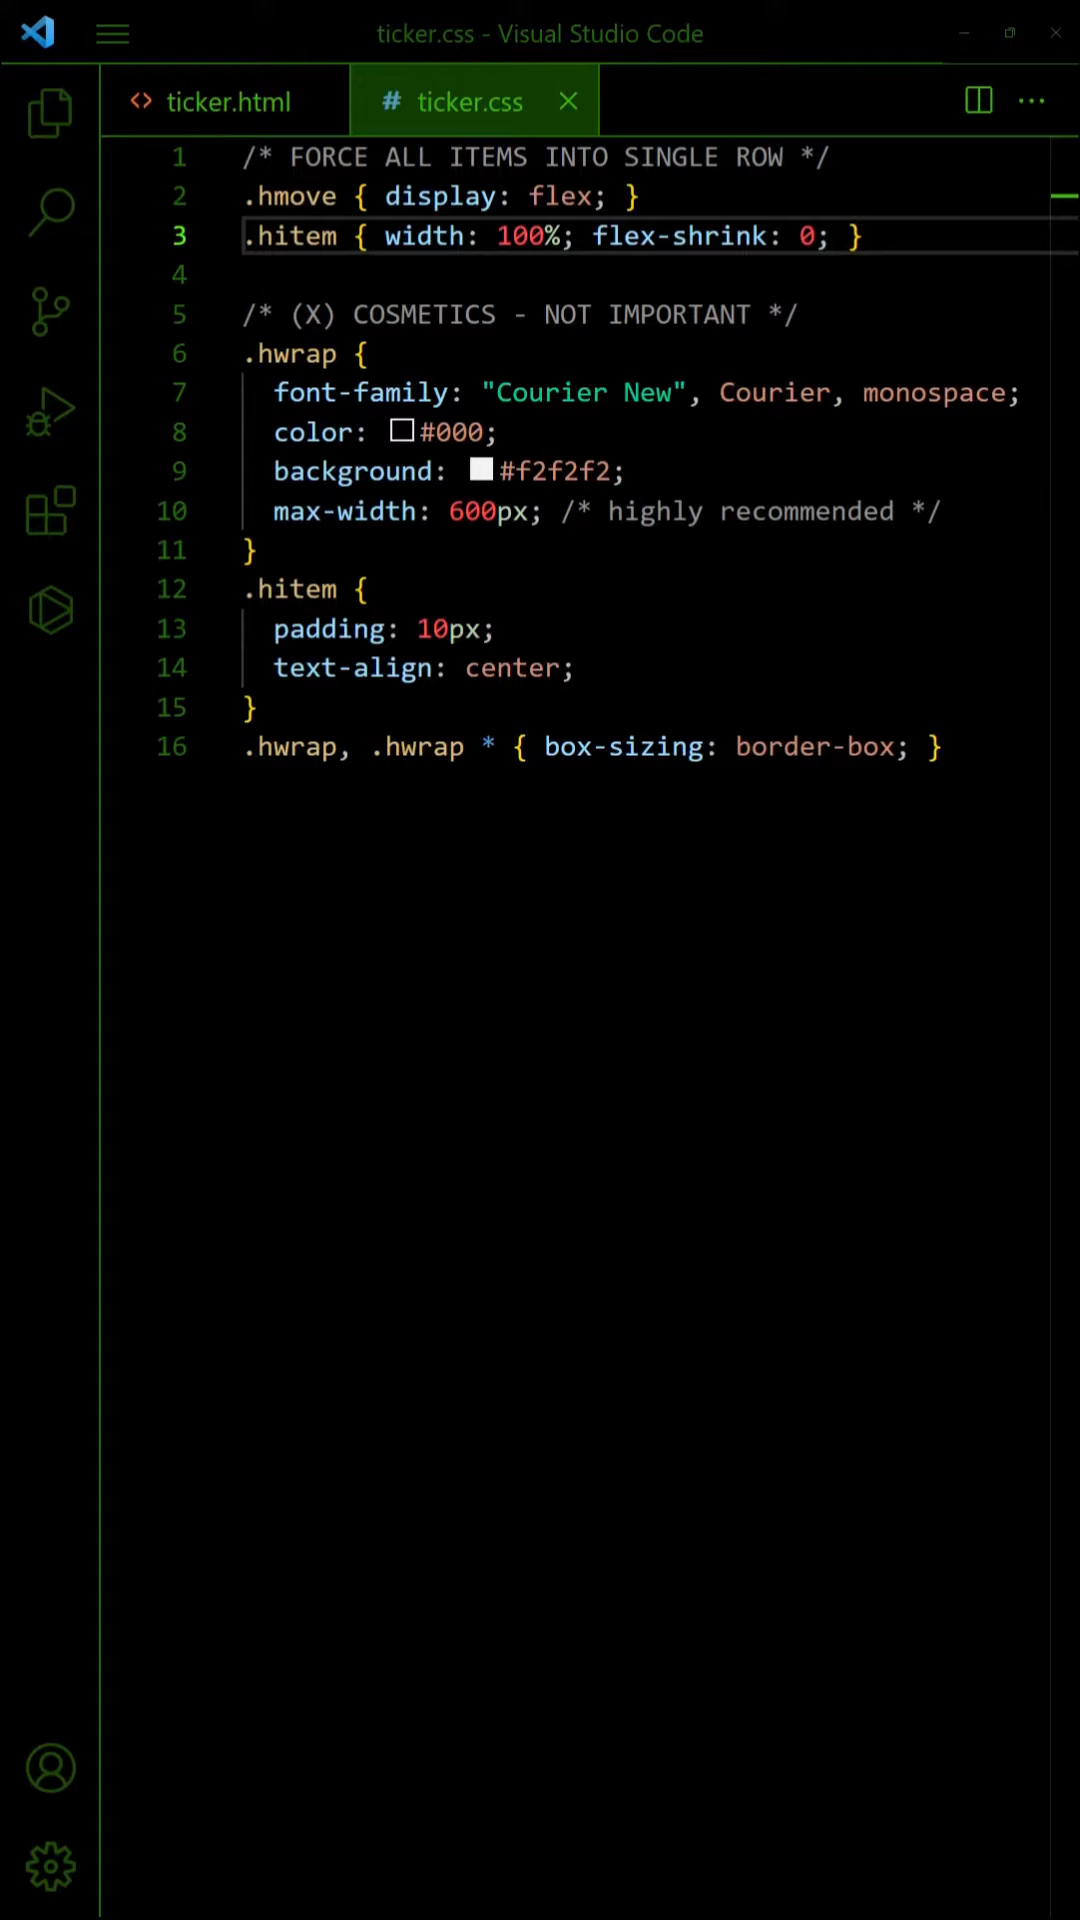 ticker.css - Visual Studio Code
ticker.html
# ticker.css
1 /* FORCE ALL ITEMS INTO SINGLE ROW */
2 .hmove { display: flex; }
3 .hitem { width: 100%; flex-shrink: 0; }
4
5 /* (X) COSMETICS - NOT IMPORTANT */
6 .hwrap {
7 font-family: "Courier New", Courier, monospace;
8 color: #000;
9 background: #f2f2f2;
10 max-width: 600px; /* highly recommended */
11 }
12 .hitem {
13 padding: 10px;
14 text-align: center;
15 }
16 .hwrap, .hwrap * { box-sizing: border-box; }